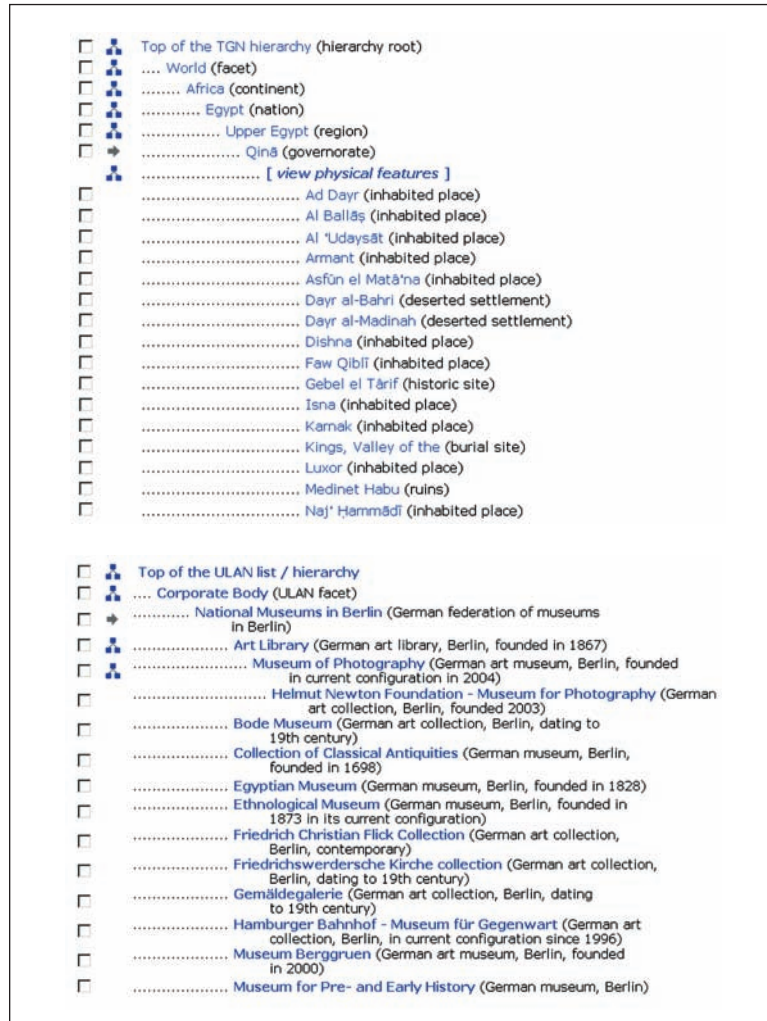 Top of the TGN hierarchy (hierarchy root)
.... World (facet)
........ Africa (continent)
............ Egypt (nation)
................ Upper Egypt (region)
.................... Qinā (governorate)
........................ [ view physical features ]
................................ Ad Dayr (inhabited place)
................................ Al Ballāṣ (inhabited place)
................................ Al ʻUdaysāt (inhabited place)
................................ Armant (inhabited place)
................................ Asfūn el Matâʻna (inhabited place)
................................ Dayr al-Bahri (deserted settlement)
................................ Dayr al-Madinah (deserted settlement)
................................ Dishna (inhabited place)
................................ Faw Qiblī (inhabited place)
................................ Gebel el Târif (historic site)
................................ Isna (inhabited place)
................................ Karnak (inhabited place)
................................ Kings, Valley of the (burial site)
................................ Luxor (inhabited place)
................................ Medinet Habu (ruins)
................................ Najʻ Ḥammādī (inhabited place)
Top of the ULAN list / hierarchy
.... Corporate Body (ULAN facet)
............ National Museums in Berlin (German federation of museums
in Berlin)
.................... Art Library (German art library, Berlin, founded in 1867)
........................ Museum of Photography (German art museum, Berlin, founded
in current configuration in 2004)
............................ Helmut Newton Foundation - Museum for Photography (German
art collection, Berlin, founded 2003)
.................... Bode Museum (German art collection, Berlin, dating to
19th century)
.................... Collection of Classical Antiquities (German museum, Berlin,
founded in 1698)
.................... Egyptian Museum (German museum, Berlin, founded in 1828)
.................... Ethnological Museum (German museum, Berlin, founded in
1873 in its current configuration)
.................... Friedrich Christian Flick Collection (German art collection,
Berlin, contemporary)
.................... Friedrichswerdersche Kirche collection (German art collection,
Berlin, dating to 19th century)
.................... Gemäldegalerie (German art collection, Berlin, dating
to 19th century)
.................... Hamburger Bahnhof - Museum für Gegenwart (German art
collection, Berlin, in current configuration since 1996)
.................... Museum Berggruen (German art museum, Berlin, founded
in 2000)
.................... Museum for Pre- and Early History (German museum, Berlin)